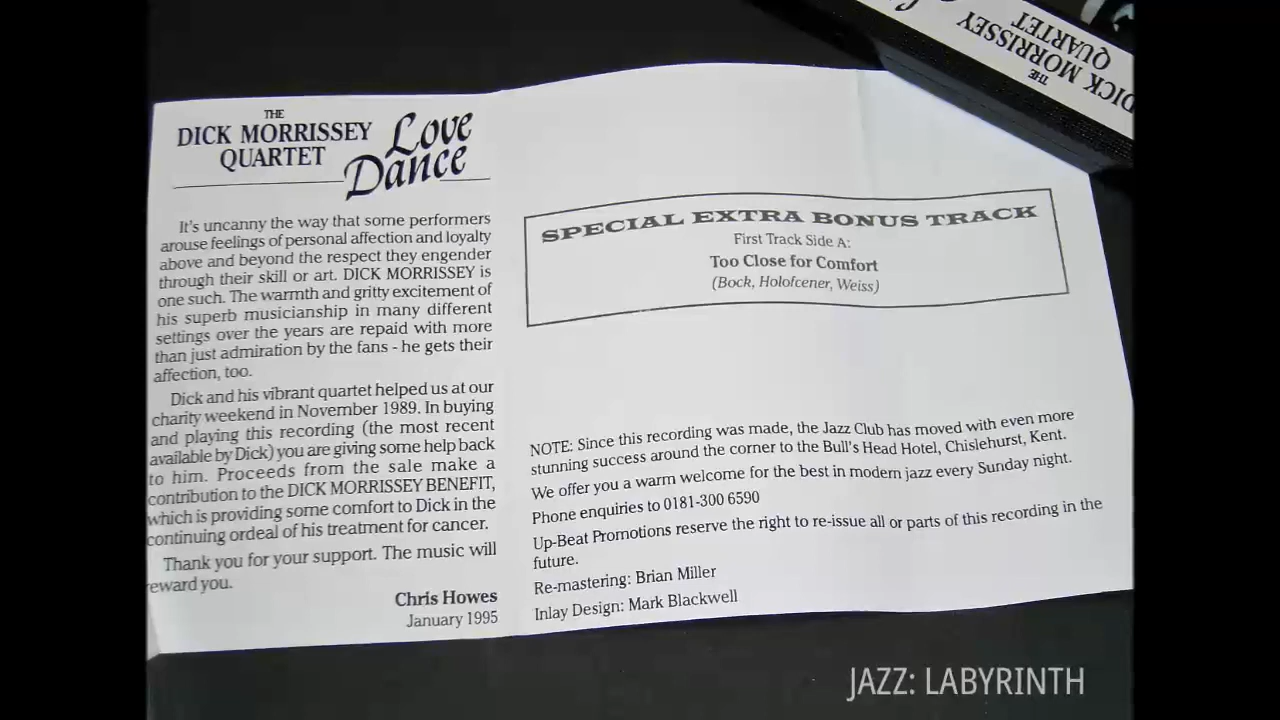 THE
DICK MORRISSEY
QUARTET
Love
Dance
It's uncanny the way that some performers
arouse feelings of personal affection and loyalty
above and beyond the respect they engender
through their skill or art. DICK MORRISSEY is
one such. The warmth and gritty excitement of
his superb musicianship in many different
settings over the years are repaid with more
than just admiration by the fans - he gets their
affection, too.
Dick and his vibrant quartet helped us at our
charity weekend in November 1989. In buying
and playing this recording (the most recent
available by Dick) you are giving some help back
to him. Proceeds from the sale make a
contribution to the DICK MORRISSEY BENEFIT,
which is providing some comfort to Dick in the
continuing ordeal of his treatment for cancer.
Thank you for your support. The music will
reward you.
Chris Howes
January 1995
SPECIAL EXTRA BONUS TRACK
First Track Side A:
Too Close for Comfort
(Bock, Holofcener, Weiss)
NOTE: Since this recording was made, the Jazz Club has moved with even more
stunning success around the corner to the Bull's Head Hotel, Chislehurst, Kent.
We offer you a warm welcome for the best in modern jazz every Sunday night.
Phone enquiries to 0181-300 6590
Up-Beat Promotions reserve the right to re-issue all or parts of this recording in the
future.
Re-mastering: Brian Miller
Inlay Design: Mark Blackwell
THE
DICK MORRISSEY
QUARTET
JAZZ: LABYRINTH